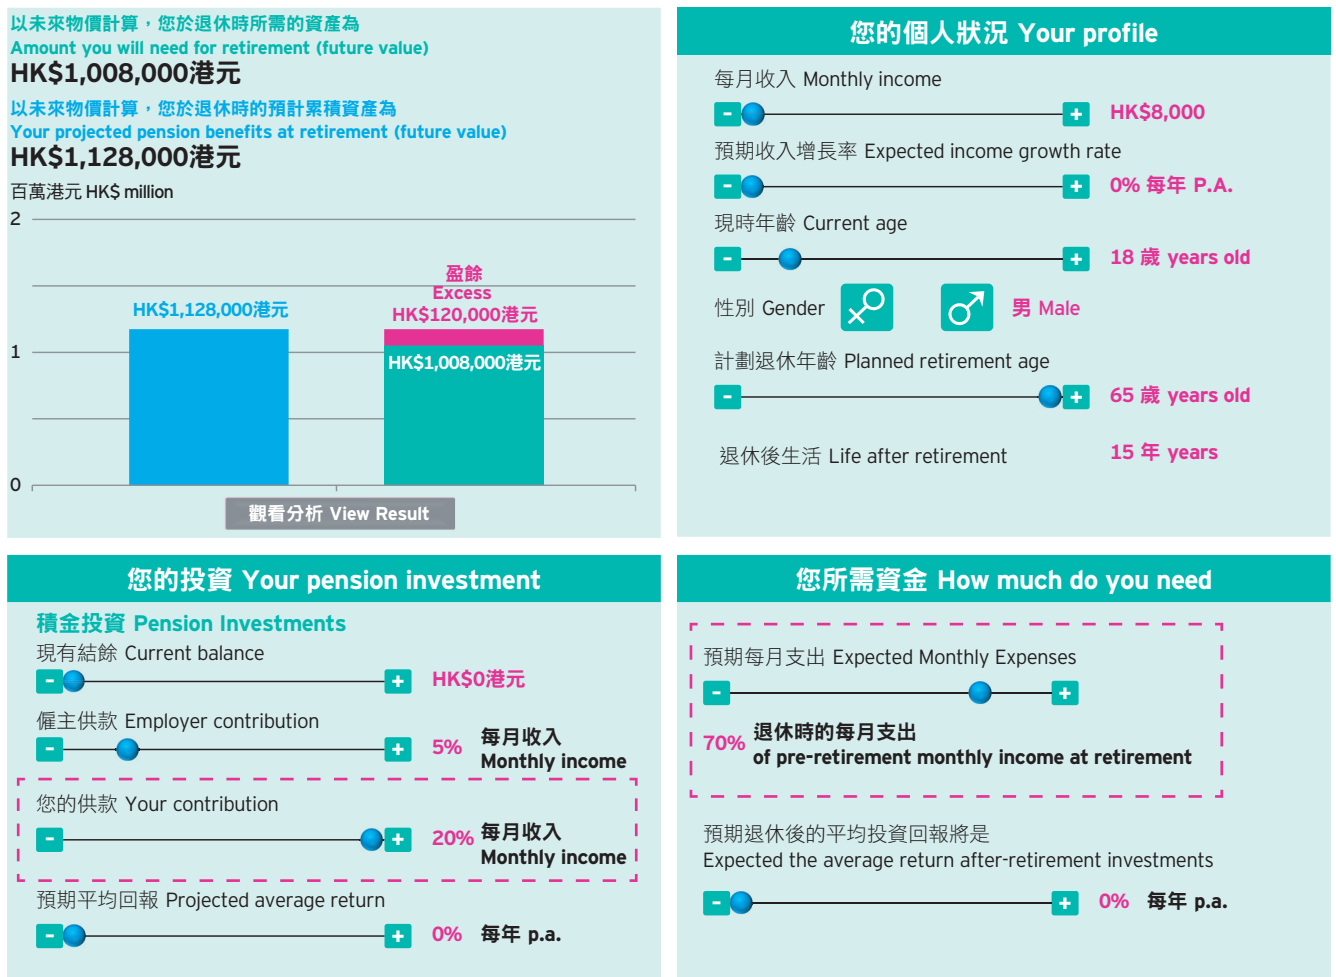 以未來物價計算，您於退休時所需的資產為
Amount you will need for retirement (future value)
HK$1,008,000港元
以未來物價計算，您於退休時的預計累積資產為
Your projected pension benefits at retirement (future value)
HK$1,128,000港元
百萬港元 HK$ million
2
盈餘
Excess
HK$1,128,000港元
HK$120,000港元
1
HK$1,008,000港元
0
觀看分析 View Result
您的個人狀況 Your profile
每月收入 Monthly income
- + HK$8,000
預期收入增長率 Expected income growth rate
- + 0% 每年 P.A.
現時年齡 Current age
- + 18 歲 years old
性別 Gender 男 Male
計劃退休年齡 Planned retirement age
- + 65 歲 years old
退休後生活 Life after retirement 15 年 years
您的投資 Your pension investment
積金投資 Pension Investments
現有結餘 Current balance
- + HK$0港元
僱主供款 Employer contribution
- + 5% 每月收入
Monthly income
您的供款 Your contribution
- + 20% 每月收入
Monthly income
預期平均回報 Projected average return
- + 0% 每年 p.a.
您所需資金 How much do you need
預期每月支出 Expected Monthly Expenses
- +
70% 退休時的每月支出
of pre-retirement monthly income at retirement
預期退休後的平均投資回報將是
Expected the average return after-retirement investments
- + 0% 每年 p.a.